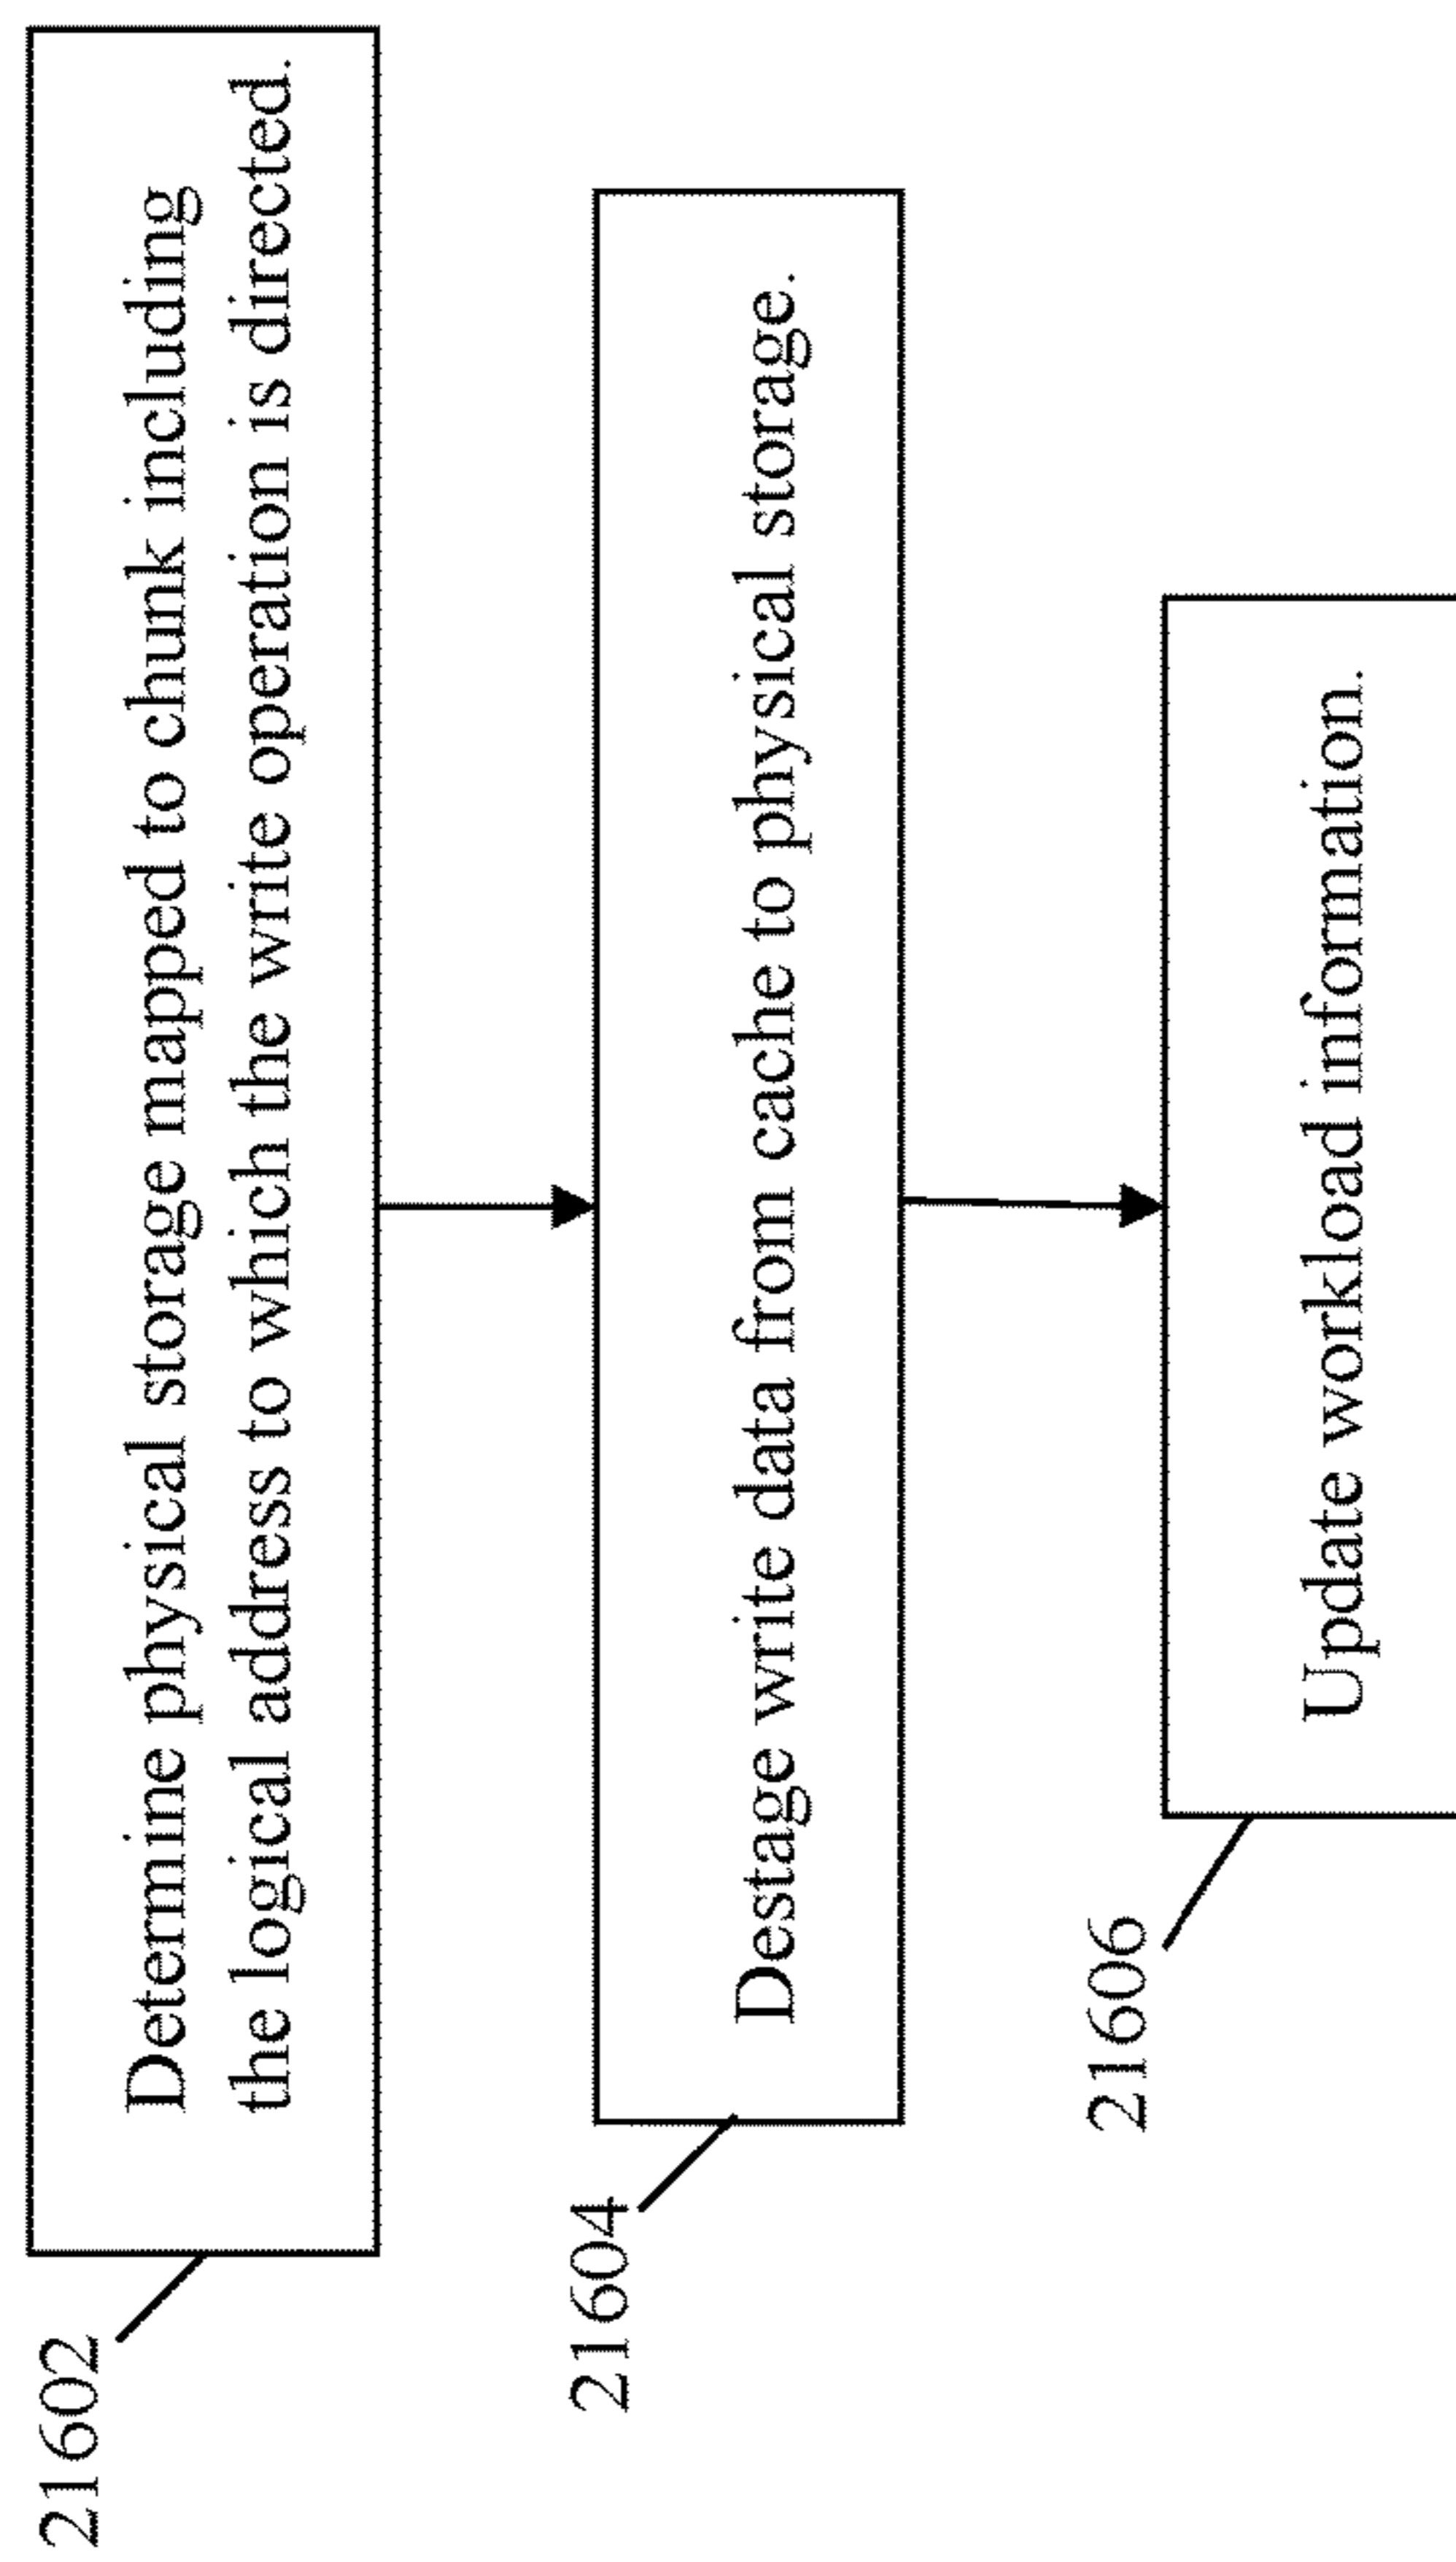 21602
Determine physical storage mapped to chunk including
the logical address to which the write operation is directed.
21604
Destage write data from cache to physical storage.
21606
Update workload information.